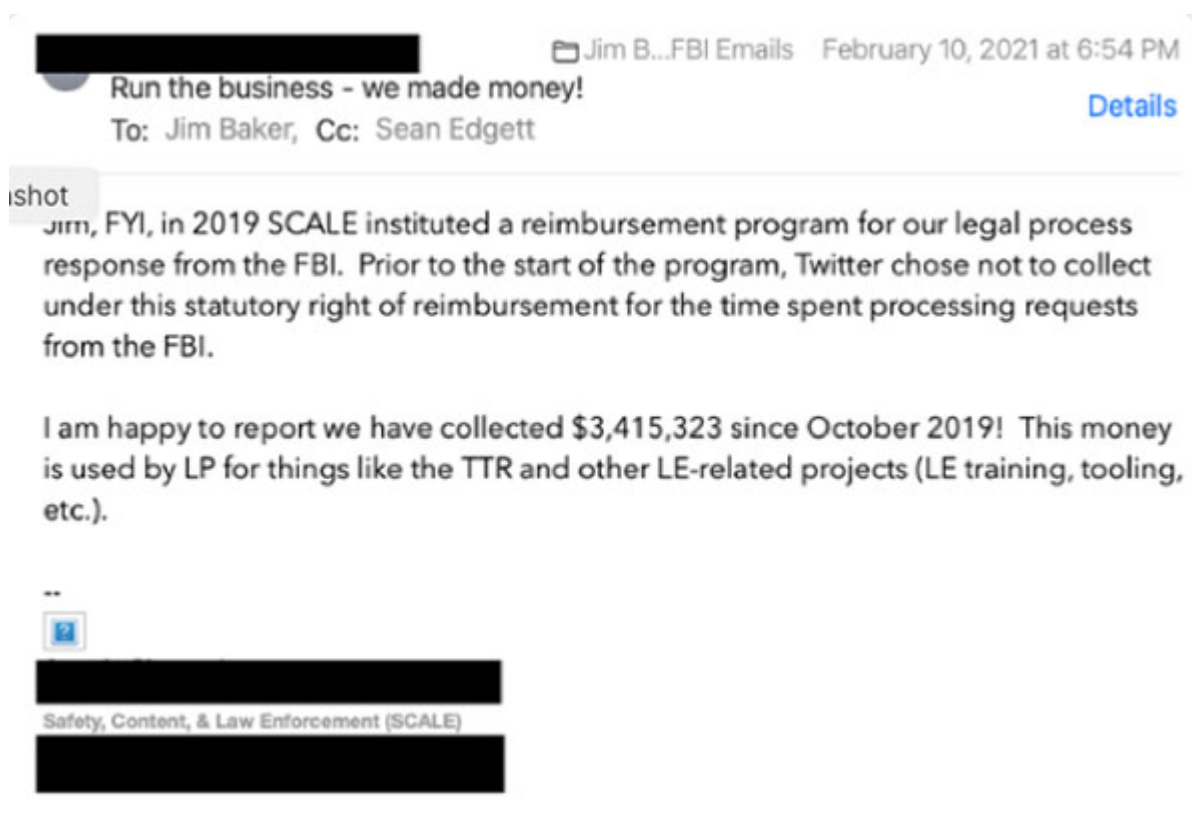 Jim B...FBI Emails February 10, 2021 at 6:54 PM
Run the business - we made money!
Details
To: Jim Baker, Cc: Sean Edgett
shot
Jim, FYI, in 2019 SCALE instituted a reimbursement program for our legal process
response from the FBI. Prior to the start of the program, Twitter chose not to collect
under this statutory right of reimbursement for the time spent processing requests
from the FBI.
I am happy to report we have collected $3,415,323 since October 2019! This money
is used by LP for things like the TTR and other LE-related projects (LE training, tooling,
etc.).
--
?
Safety, Content, & Law Enforcement (SCALE)